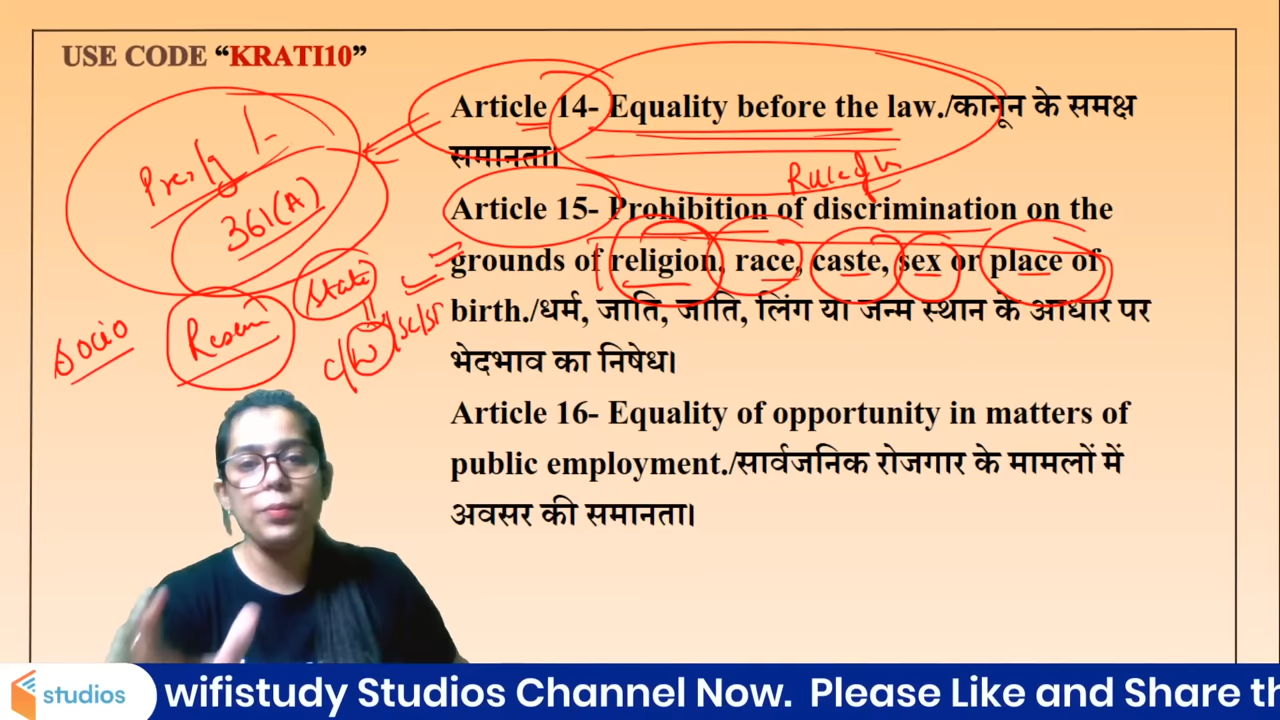 USE CODE “KRATI10”
Article 14- Equality before the law./कानून के समक्ष
समानता।
Rule of
Article 15- Prohibition of discrimination on the
grounds of religion, race, caste, sex or place of
birth./धर्म, जाति, जाति, लिंग या जन्म स्थान के आधार पर
भेदभाव का निषेध।
Article 16- Equality of opportunity in matters of
public employment./सार्वजनिक रोजगार के मामलों में
अवसर की समानता।
Pres/g
361(A)
State
C/W/SC/ST
Socio
studios
wifistudy Studios Channel Now. Please Like and Share th